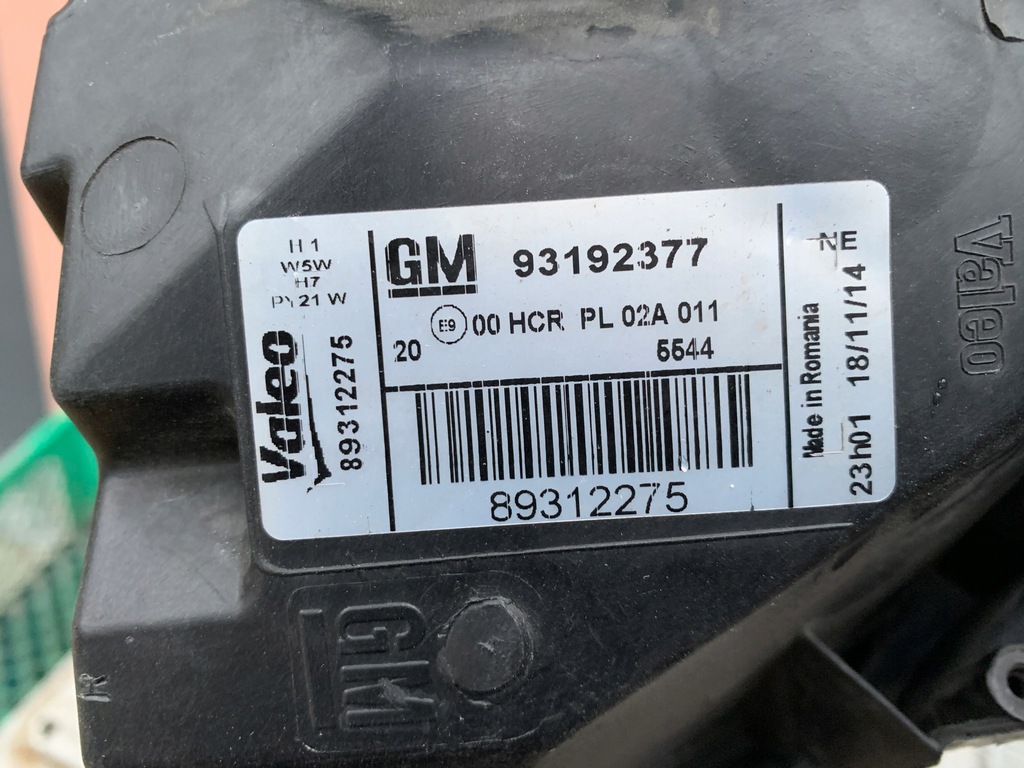 H1
W5W
H7
PY21W
Valeo
89312275
GM 93192377
E9 00 HCR PL 02A 011
20 5544
89312275
NE
Made in Romania
23h01 18/11/14
Valeo
GM
R